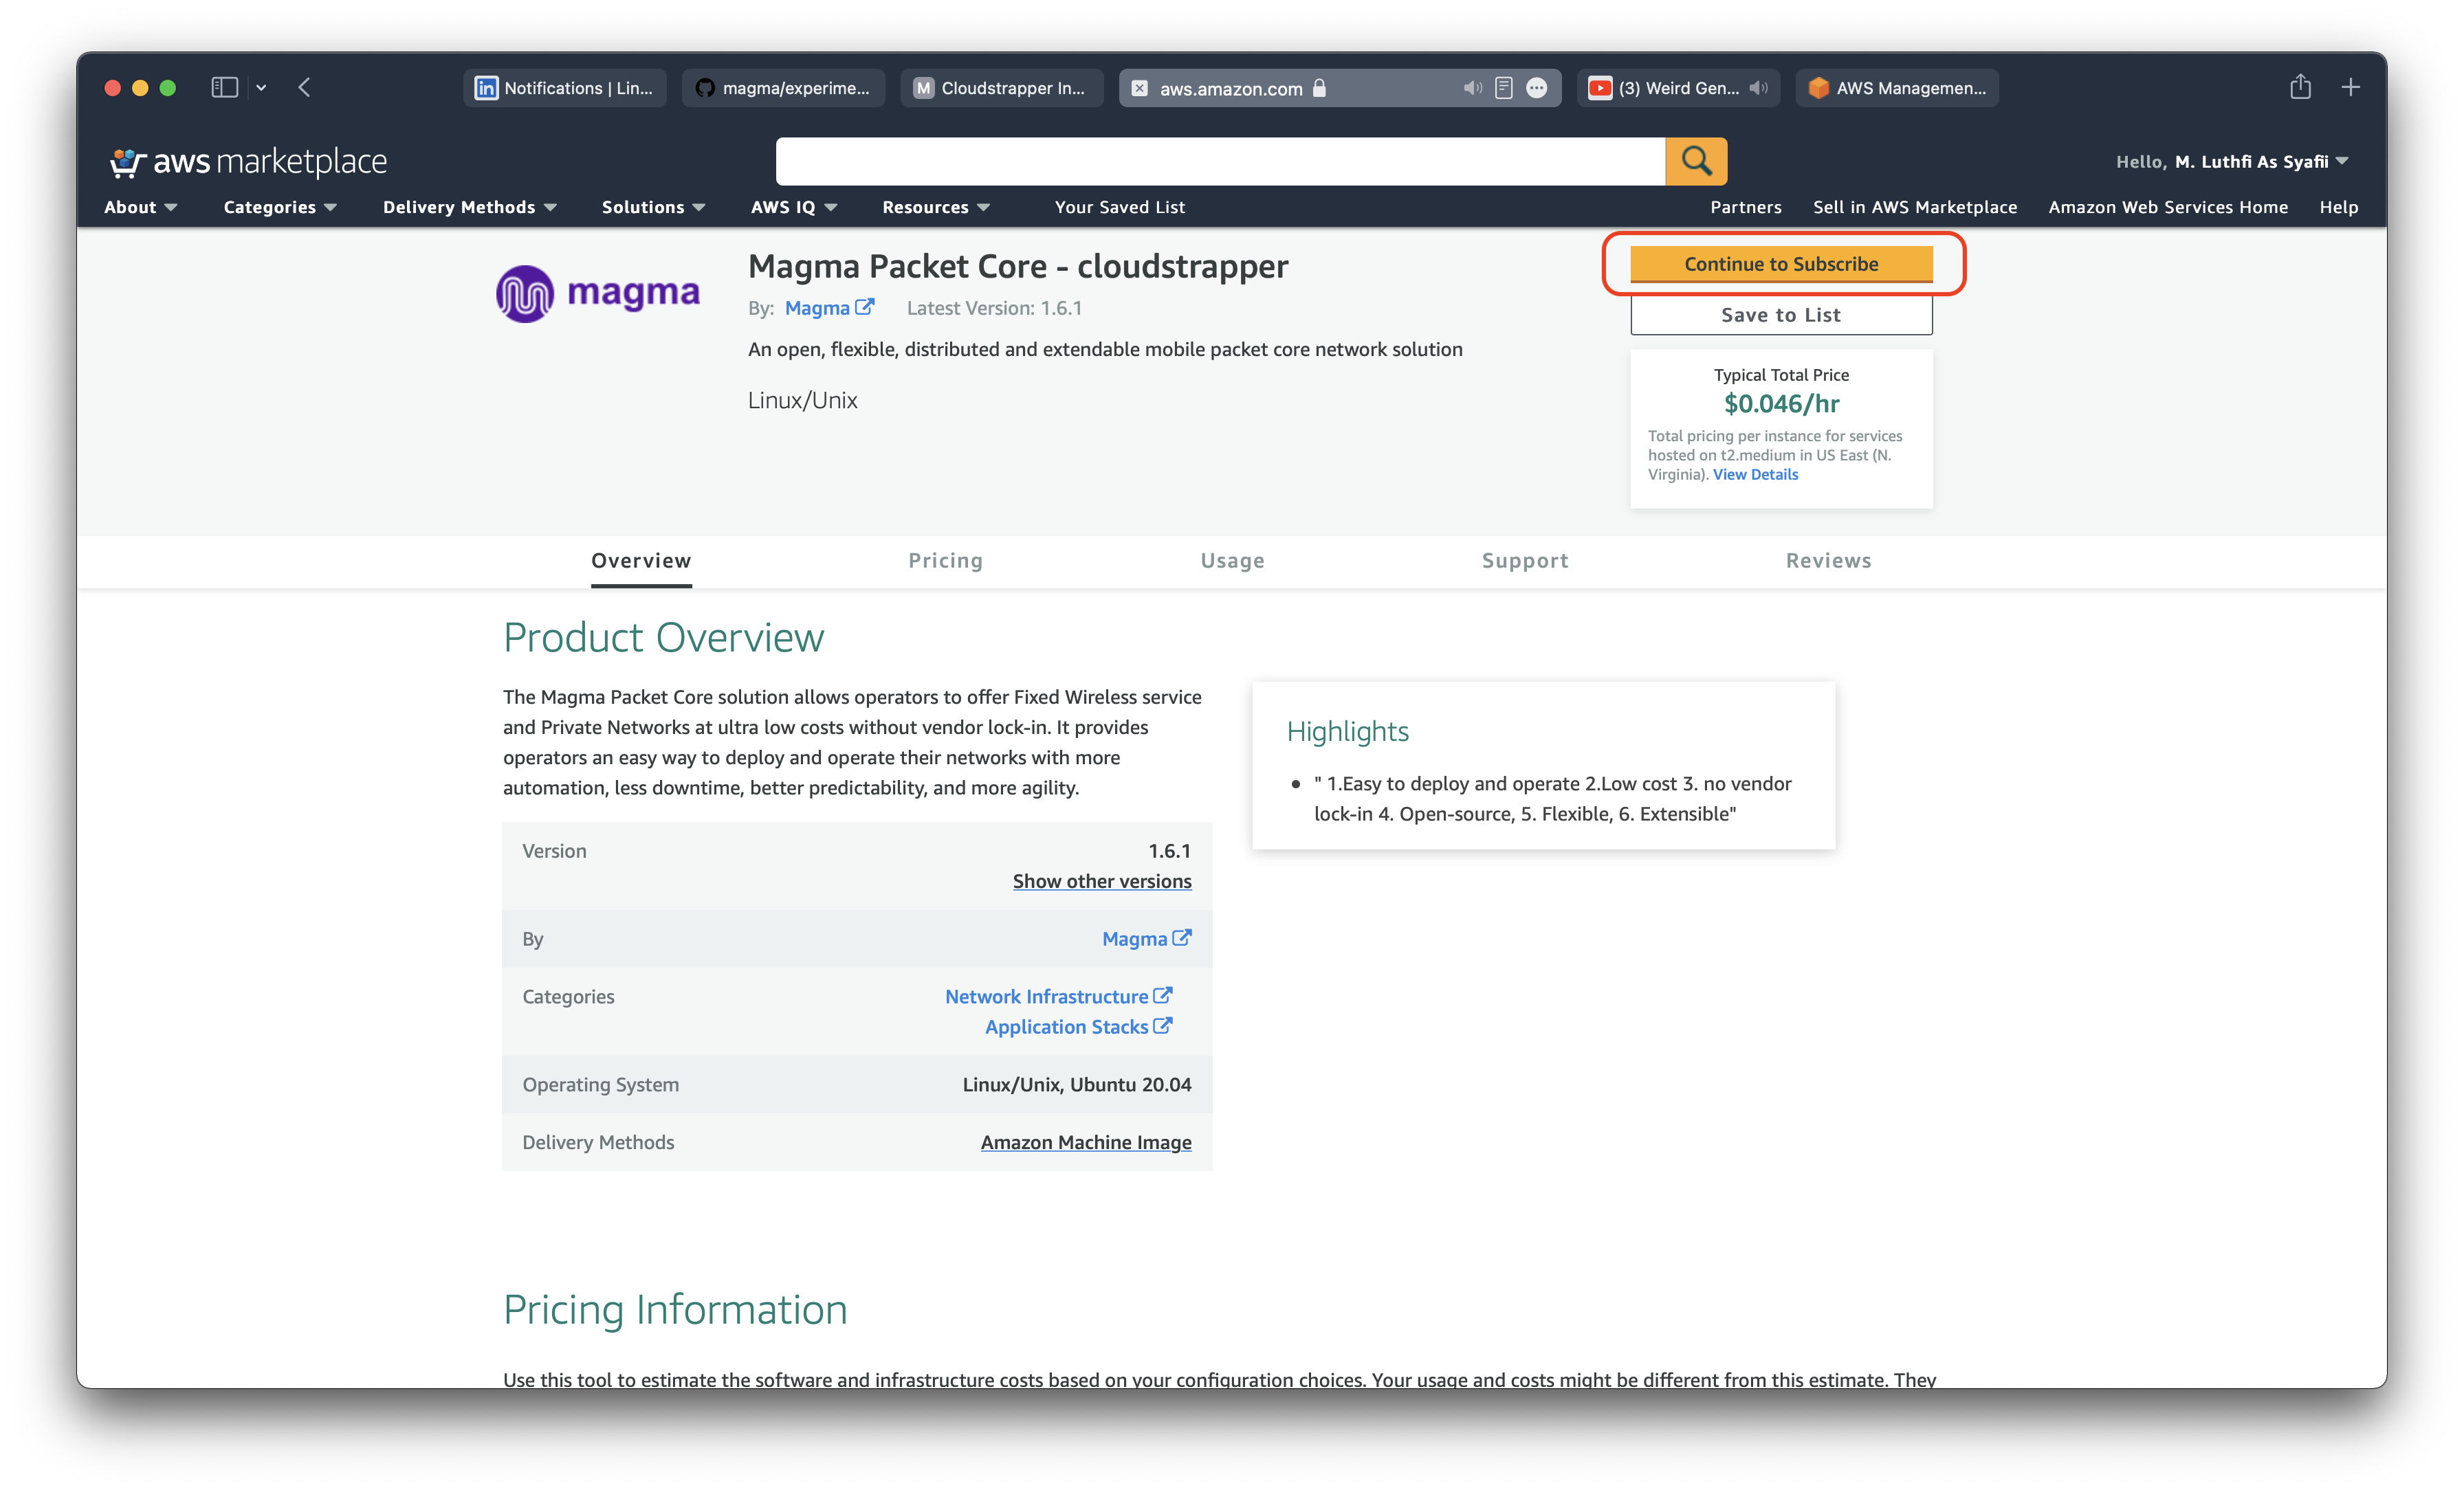 Notifications | Lin...
magma/experime...
M Cloudstrapper In...
aws.amazon.com
(3) Weird Gen...
AWS Managemen...
aws marketplace
Hello, M. Luthfi As Syafii
About
Categories
Delivery Methods
Solutions
AWS IQ
Resources
Your Saved List
Partners
Sell in AWS Marketplace
Amazon Web Services Home
Help
magma
Magma Packet Core - cloudstrapper
By: Magma Latest Version: 1.6.1
An open, flexible, distributed and extendable mobile packet core network solution
Linux/Unix
Continue to Subscribe
Save to List
Typical Total Price
$0.046/hr
Total pricing per instance for services
hosted on t2.medium in US East (N.
Virginia). View Details
Overview
Pricing
Usage
Support
Reviews
Product Overview
The Magma Packet Core solution allows operators to offer Fixed Wireless service
and Private Networks at ultra low costs without vendor lock-in. It provides
operators an easy way to deploy and operate their networks with more
automation, less downtime, better predictability, and more agility.
Version 1.6.1
Show other versions
By Magma
Categories Network Infrastructure
Application Stacks
Operating System Linux/Unix, Ubuntu 20.04
Delivery Methods Amazon Machine Image
Highlights
• " 1.Easy to deploy and operate 2.Low cost 3. no vendor
lock-in 4. Open-source, 5. Flexible, 6. Extensible"
Pricing Information
Use this tool to estimate the software and infrastructure costs based on your configuration choices. Your usage and costs might be different from this estimate. They